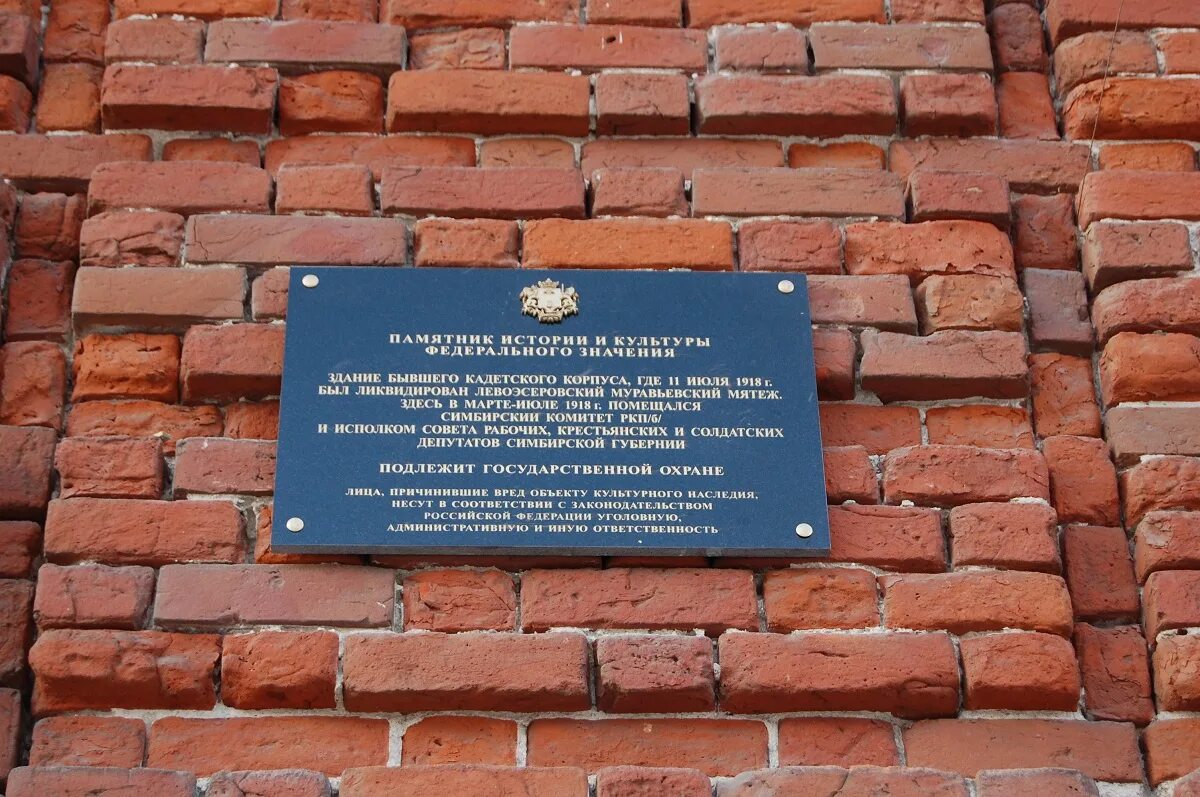 ПАМЯТНИК ИСТОРИИ И КУЛЬТУРЫ
ФЕДЕРАЛЬНОГО ЗНАЧЕНИЯ
ЗДАНИЕ БЫВШЕГО КАДЕТСКОГО КОРПУСА, ГДЕ 11 ИЮЛЯ 1918 г.
БЫЛ ЛИКВИДИРОВАН ЛЕВОЭСЕРОВСКИЙ МУРАВЬЕВСКИЙ МЯТЕЖ.
ЗДЕСЬ В МАРТЕ-ИЮЛЕ 1918 г. ПОМЕЩАЛСЯ
СИМБИРСКИЙ КОМИТЕТ РКП/б/
И ИСПОЛКОМ СОВЕТА РАБОЧИХ, КРЕСТЬЯНСКИХ И СОЛДАТСКИХ
ДЕПУТАТОВ СИМБИРСКОЙ ГУБЕРНИИ
ПОДЛЕЖИТ ГОСУДАРСТВЕННОЙ ОХРАНЕ
ЛИЦА, ПРИЧИНИВШИЕ ВРЕД ОБЪЕКТУ КУЛЬТУРНОГО НАСЛЕДИЯ,
НЕСУТ В СООТВЕТСТВИИ С ЗАКОНОДАТЕЛЬСТВОМ
РОССИЙСКОЙ ФЕДЕРАЦИИ УГОЛОВНУЮ,
АДМИНИСТРАТИВНУЮ И ИНУЮ ОТВЕТСТВЕННОСТЬ